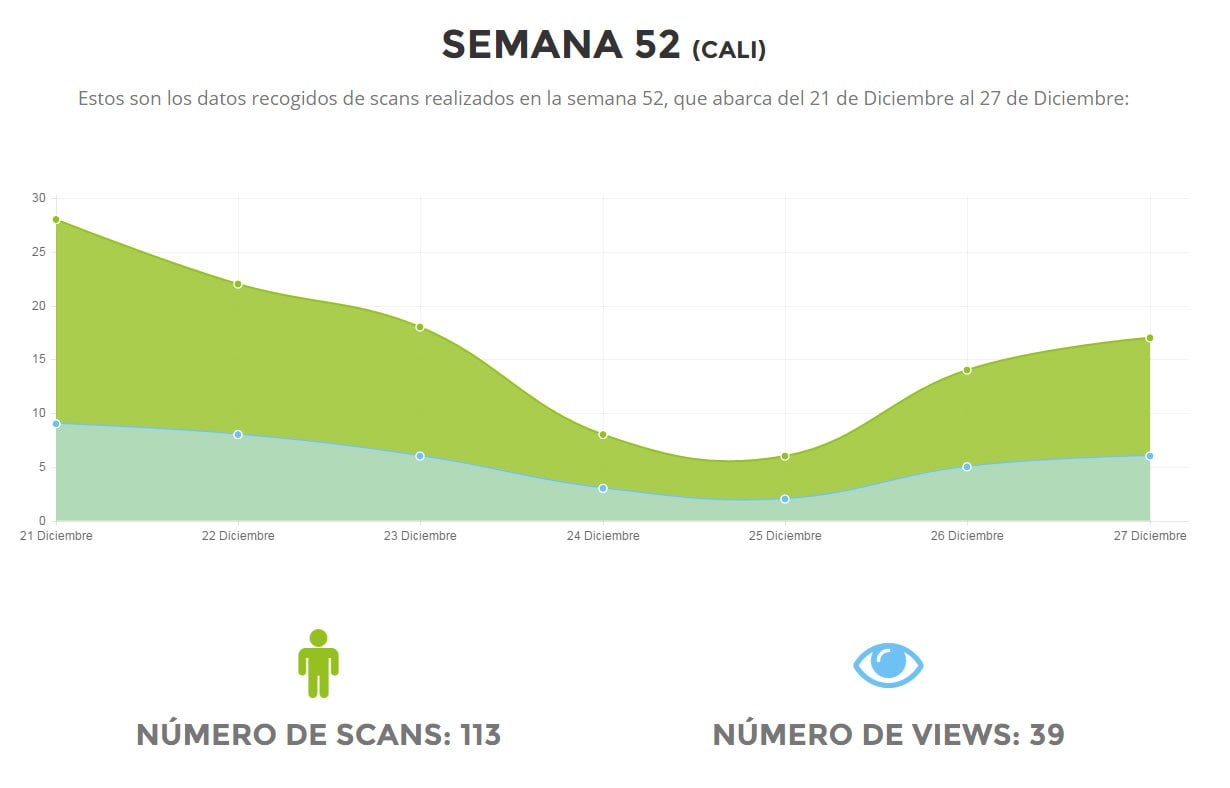 SEMANA 52 (CALI)
Estos son los datos recogidos de scans realizados en la semana 52, que abarca del 21 de Diciembre al 27 de Diciembre:
30
25
20
15
10
5
0
21 Diciembre 22 Diciembre 23 Diciembre 24 Diciembre 25 Diciembre 26 Diciembre 27 Diciembre
NÚMERO DE SCANS: 113
NÚMERO DE VIEWS: 39